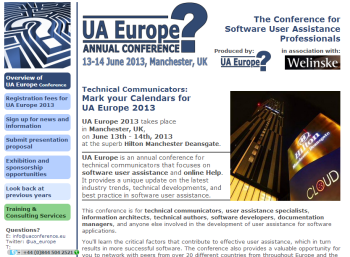 UA Europe?
ANNUAL CONFERENCE
13-14 June 2013, Manchester, UK
The Conference for
Software User Assistance
Professionals
Produced by:
in association with:
UA Europe?
Welinske
Overview of
UA Europe Conference
Registration fees for
UA Europe 2013
Sign up for news and
information
Submit presentation
proposal
Exhibition and
sponsorship
opportunities
Look back at
previous years
Training &
Consulting Services
Questions?
E: info@uaconference.eu
Twitter: @ua_europe
Technical Communicators:
Mark your Calendars for
UA Europe 2013
UA Europe 2013 takes place
in Manchester, UK,
on June 13th - 14th, 2013
at the superb Hilton Manchester Deansgate.
UA Europe is an annual conference for
technical communicators that focuses on
software user assistance and online Help.
It provides a unique update on the latest
industry trends, technical developments, and
best practice in software user assistance.
CLOUD
This conference is for technical communicators, user assistance specialists,
information architects, technical authors, software developers, documentation
managers, and anyone else involved in the development of user assistance for software
applications.
You'll learn the critical factors that contribute to effective user assistance, which in turn
results in more successful software. The conference also provides a valuable opportunity for
you to network with peers from over 20 different countries from throughout Europe and the